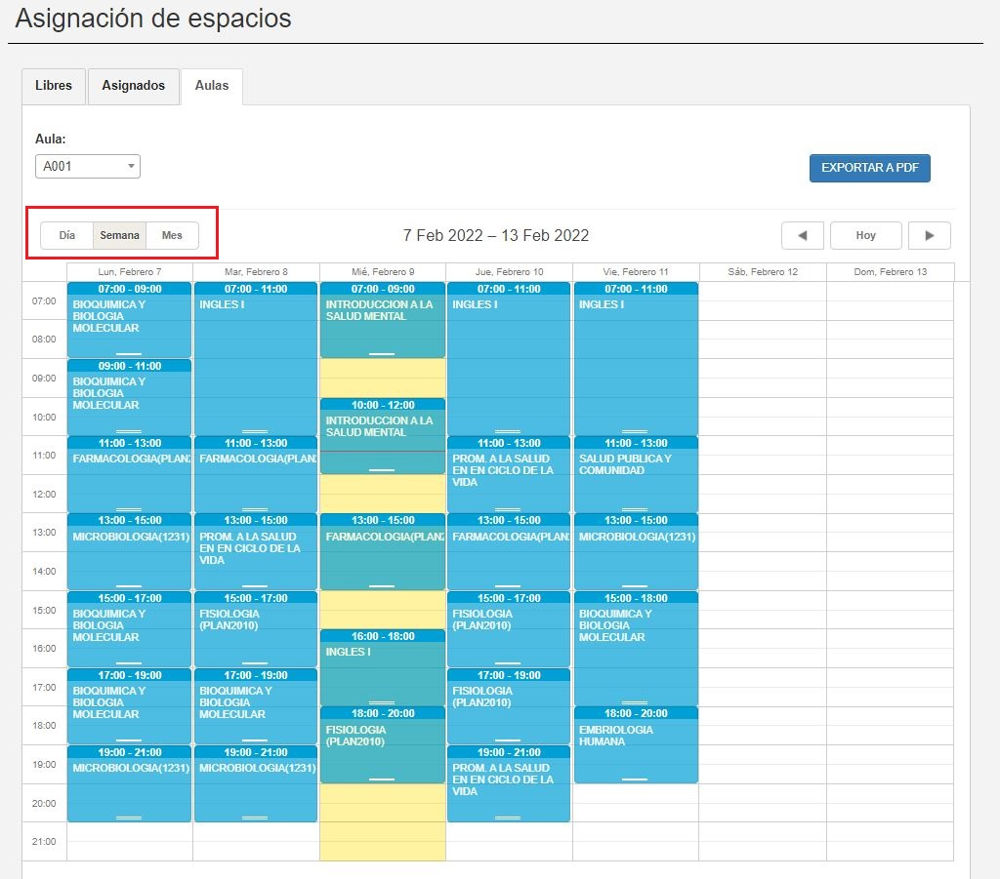 Asignación de espacios
Libres
Asignados
Aulas
Aula:
A001
EXPORTAR A PDF
Día
Semana
Mes
7 Feb 2022 – 13 Feb 2022
Hoy
Lun, Febrero 7
Mar, Febrero 8
Mié, Febrero 9
Jue, Febrero 10
Vie, Febrero 11
Sáb, Febrero 12
Dom, Febrero 13
07:00
08:00
09:00
10:00
11:00
12:00
13:00
14:00
15:00
16:00
17:00
18:00
19:00
20:00
21:00
07:00 - 09:00
BIOQUIMICA Y
BIOLOGIA
MOLECULAR
09:00 - 11:00
BIOQUIMICA Y
BIOLOGIA
MOLECULAR
11:00 - 13:00
FARMACOLOGIA(PLAN
13:00 - 15:00
MICROBIOLOGIA(1231)
15:00 - 17:00
BIOQUIMICA Y
BIOLOGIA
MOLECULAR
17:00 - 19:00
BIOQUIMICA Y
BIOLOGIA
MOLECULAR
19:00 - 21:00
MICROBIOLOGIA(1231)
07:00 - 11:00
INGLES I
11:00 - 13:00
FARMACOLOGIA(PLAN
13:00 - 15:00
PROM. A LA SALUD
EN EN CICLO DE LA
VIDA
15:00 - 17:00
FISIOLOGIA
(PLAN2010)
17:00 - 19:00
BIOQUIMICA Y
BIOLOGIA
MOLECULAR
19:00 - 21:00
MICROBIOLOGIA(1231)
07:00 - 09:00
INTRODUCCION A LA
SALUD MENTAL
10:00 - 12:00
INTRODUCCION A LA
SALUD MENTAL
13:00 - 15:00
FARMACOLOGIA(PLAN
16:00 - 18:00
INGLES I
18:00 - 20:00
FISIOLOGIA
(PLAN2010)
07:00 - 11:00
INGLES I
11:00 - 13:00
PROM. A LA SALUD
EN EN CICLO DE LA
VIDA
13:00 - 15:00
FARMACOLOGIA(PLAN
15:00 - 17:00
FISIOLOGIA
(PLAN2010)
17:00 - 19:00
FISIOLOGIA
(PLAN2010)
19:00 - 21:00
PROM. A LA SALUD
EN EN CICLO DE LA
VIDA
07:00 - 11:00
INGLES I
11:00 - 13:00
SALUD PUBLICA Y
COMUNIDAD
13:00 - 15:00
MICROBIOLOGIA(1231)
15:00 - 18:00
BIOQUIMICA Y
BIOLOGIA
MOLECULAR
18:00 - 20:00
EMBRIOLOGIA
HUMANA